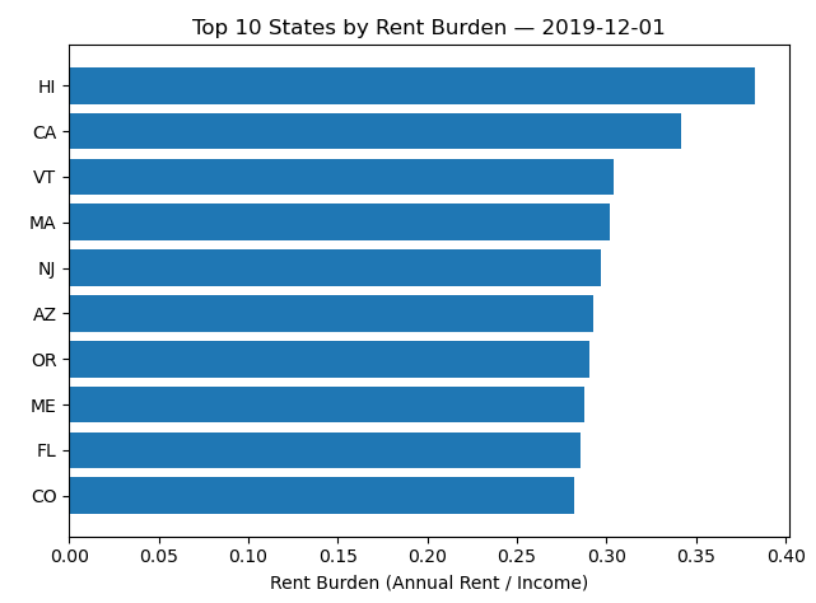 Top 10 States by Rent Burden — 2019-12-01
HI
CA
VT
MA
NJ
AZ
OR
ME
FL
CO
0.00 0.05 0.10 0.15 0.20 0.25 0.30 0.35 0.40
Rent Burden (Annual Rent / Income)